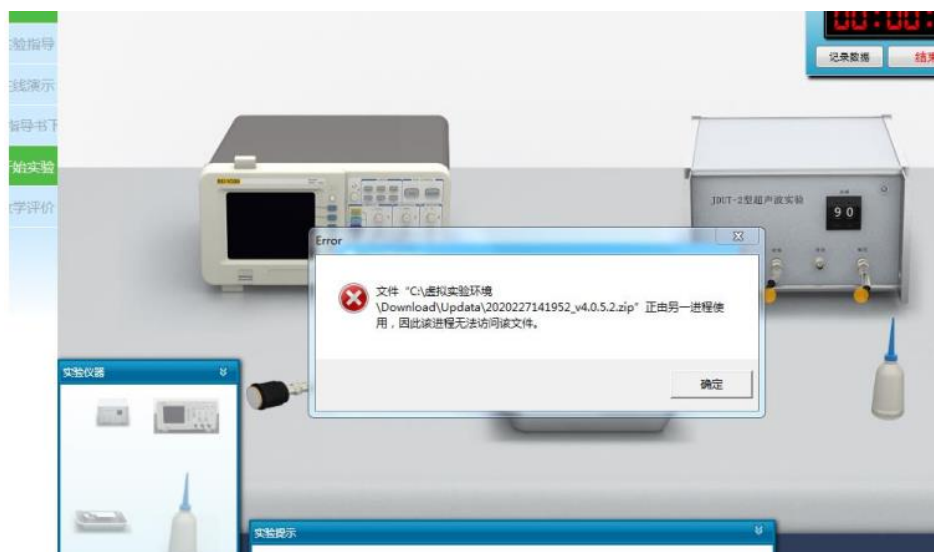 验指导
00:00:
记录数据
结束
线演示
指导书下
开始实验
学评价
JDUT-2型超声波实验
90
Error
文件“C:\虚拟实验环境
\Download\Updata\2020227141952_v4.0.5.2.zip”正由另一进程使
用，因此该进程无法访问该文件。
确定
实验仪器
实验提示